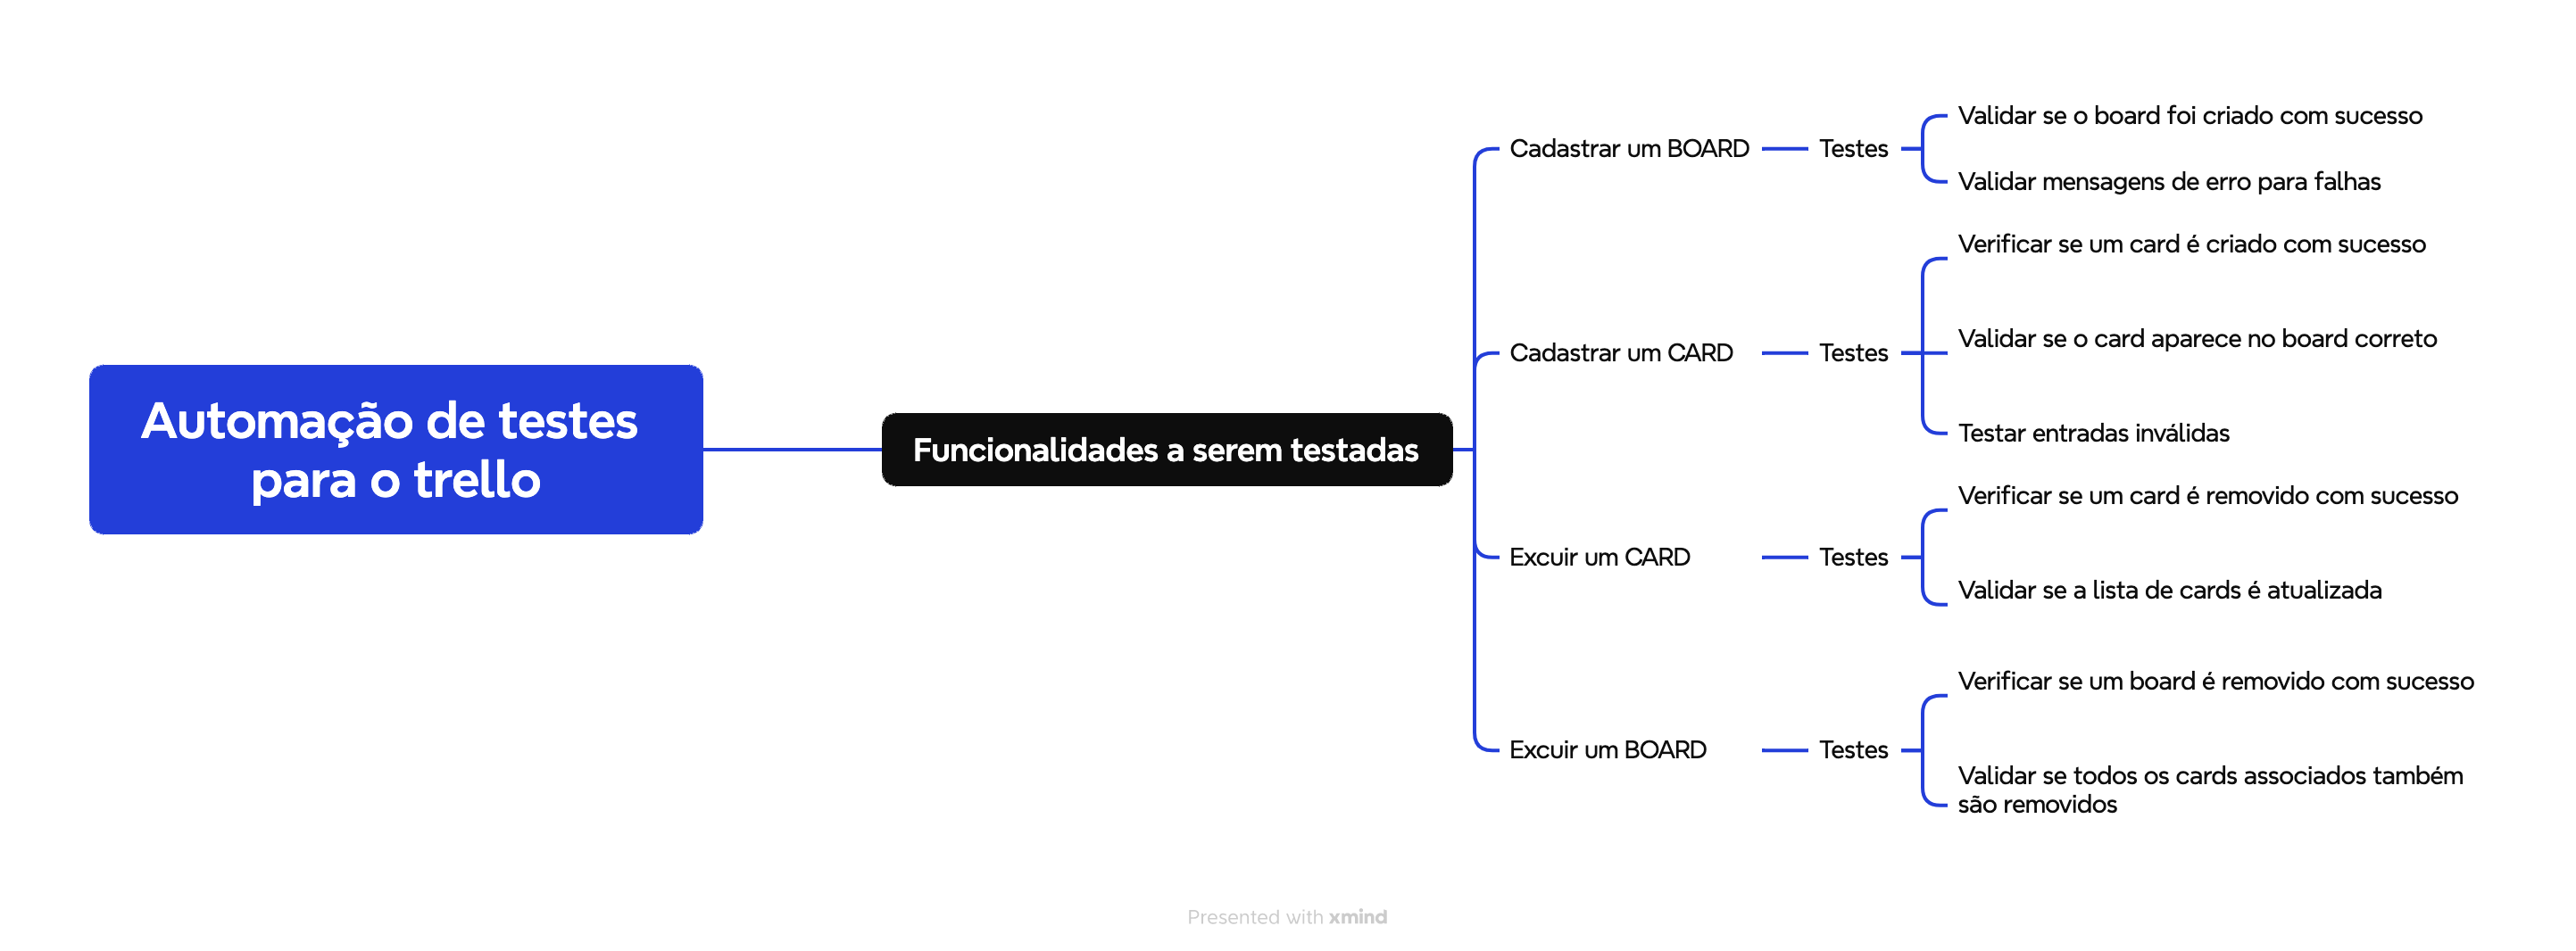 Automação de testes
para o trello
Funcionalidades a serem testadas
Cadastrar um BOARD
Testes
Validar se o board foi criado com sucesso
Validar mensagens de erro para falhas
Cadastrar um CARD
Testes
Verificar se um card é criado com sucesso
Validar se o card aparece no board correto
Testar entradas inválidas
Excuir um CARD
Testes
Verificar se um card é removido com sucesso
Validar se a lista de cards é atualizada
Excuir um BOARD
Testes
Verificar se um board é removido com sucesso
Validar se todos os cards associados também
são removidos
Presented with xmind